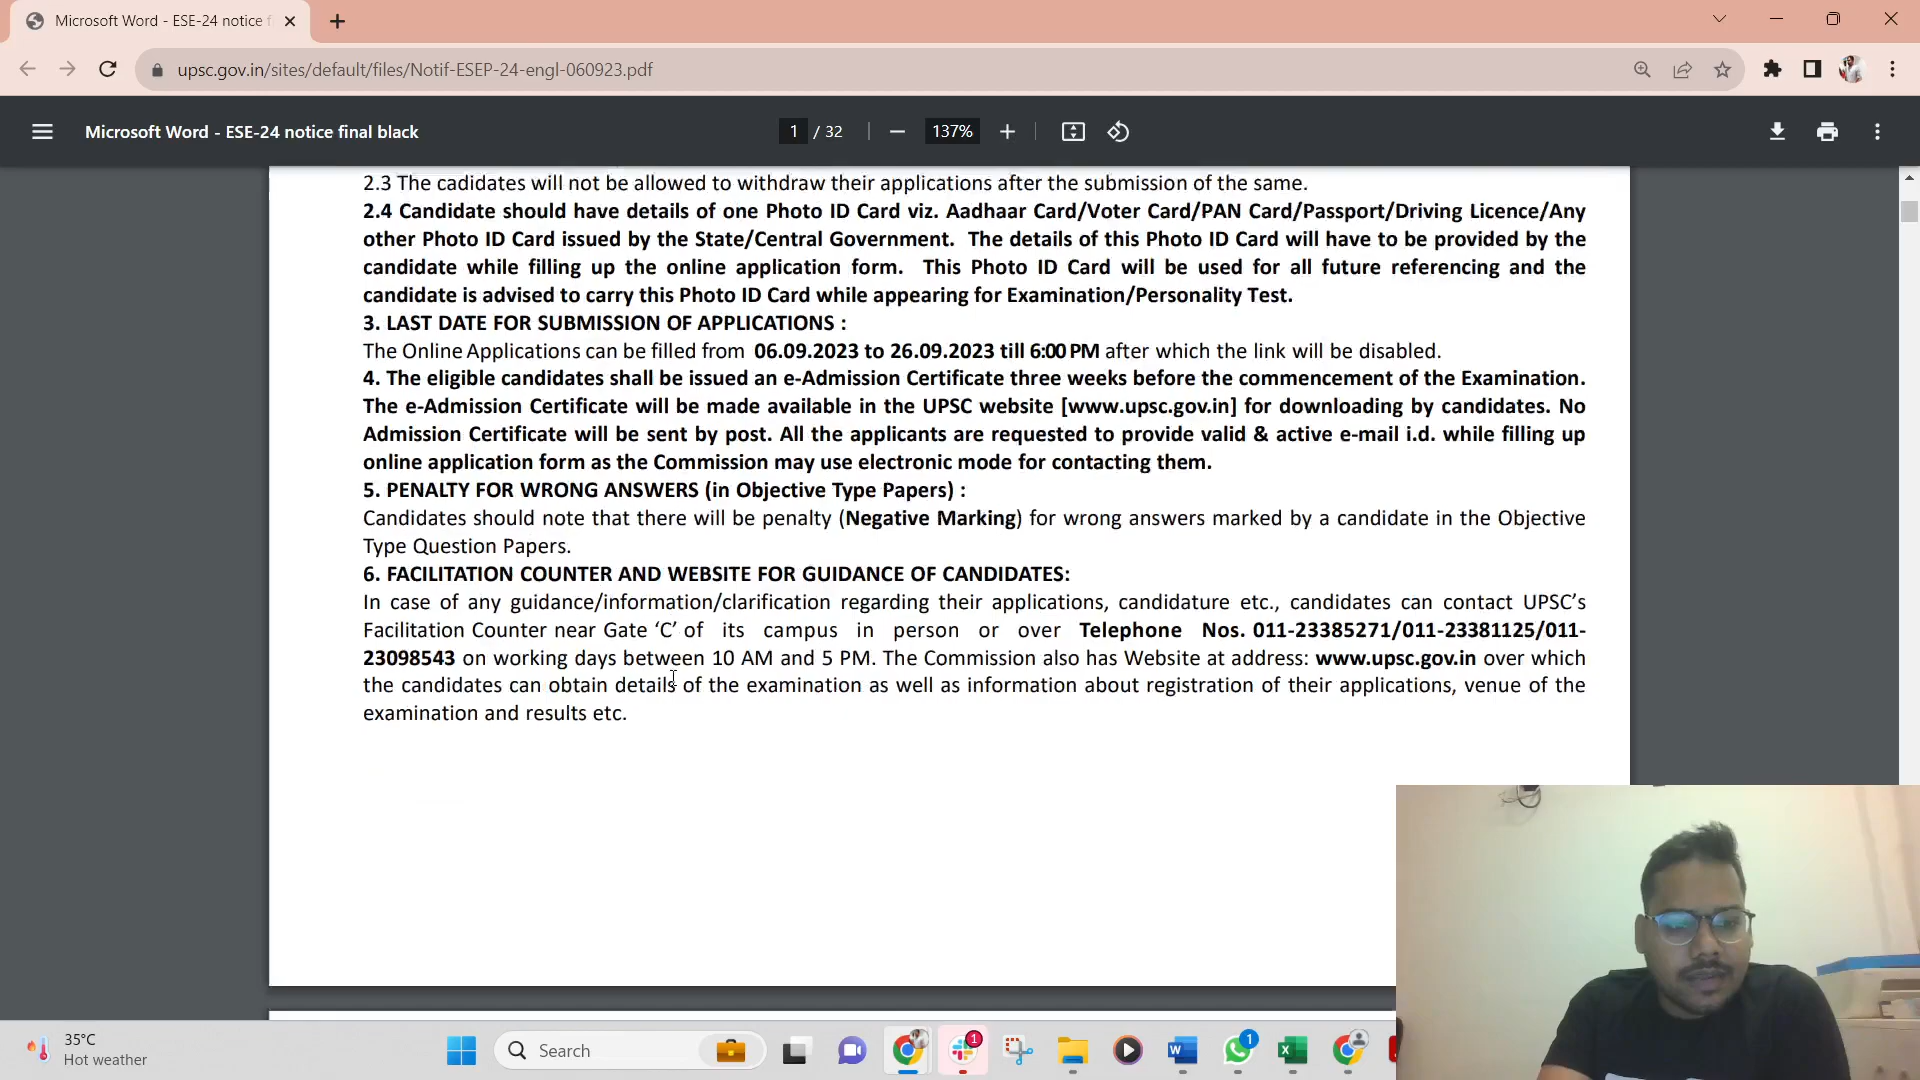 Microsoft Word - ESE-24 notice f
upsc.gov.in/sites/default/files/Notif-ESEP-24-engl-060923.pdf
Microsoft Word - ESE-24 notice final black
1 / 32
137%
2.3 The cadidates will not be allowed to withdraw their applications after the submission of the same.
2.4 Candidate should have details of one Photo ID Card viz. Aadhaar Card/Voter Card/PAN Card/Passport/Driving Licence/Any
other Photo ID Card issued by the State/Central Government. The details of this Photo ID Card will have to be provided by the
candidate while filling up the online application form. This Photo ID Card will be used for all future referencing and the
candidate is advised to carry this Photo ID Card while appearing for Examination/Personality Test.
3. LAST DATE FOR SUBMISSION OF APPLICATIONS :
The Online Applications can be filled from 06.09.2023 to 26.09.2023 till 6:00 PM after which the link will be disabled.
4. The eligible candidates shall be issued an e-Admission Certificate three weeks before the commencement of the Examination.
The e-Admission Certificate will be made available in the UPSC website [www.upsc.gov.in] for downloading by candidates. No
Admission Certificate will be sent by post. All the applicants are requested to provide valid & active e-mail i.d. while filling up
online application form as the Commission may use electronic mode for contacting them.
5. PENALTY FOR WRONG ANSWERS (in Objective Type Papers) :
Candidates should note that there will be penalty (Negative Marking) for wrong answers marked by a candidate in the Objective
Type Question Papers.
6. FACILITATION COUNTER AND WEBSITE FOR GUIDANCE OF CANDIDATES:
In case of any guidance/information/clarification regarding their applications, candidature etc., candidates can contact UPSC’s
Facilitation Counter near Gate ‘C’ of its campus in person or over Telephone Nos. 011-23385271/011-23381125/011-
23098543 on working days between 10 AM and 5 PM. The Commission also has Website at address: www.upsc.gov.in over which
the candidates can obtain details of the examination as well as information about registration of their applications, venue of the
examination and results etc.
35°C
Hot weather
Search
1
1